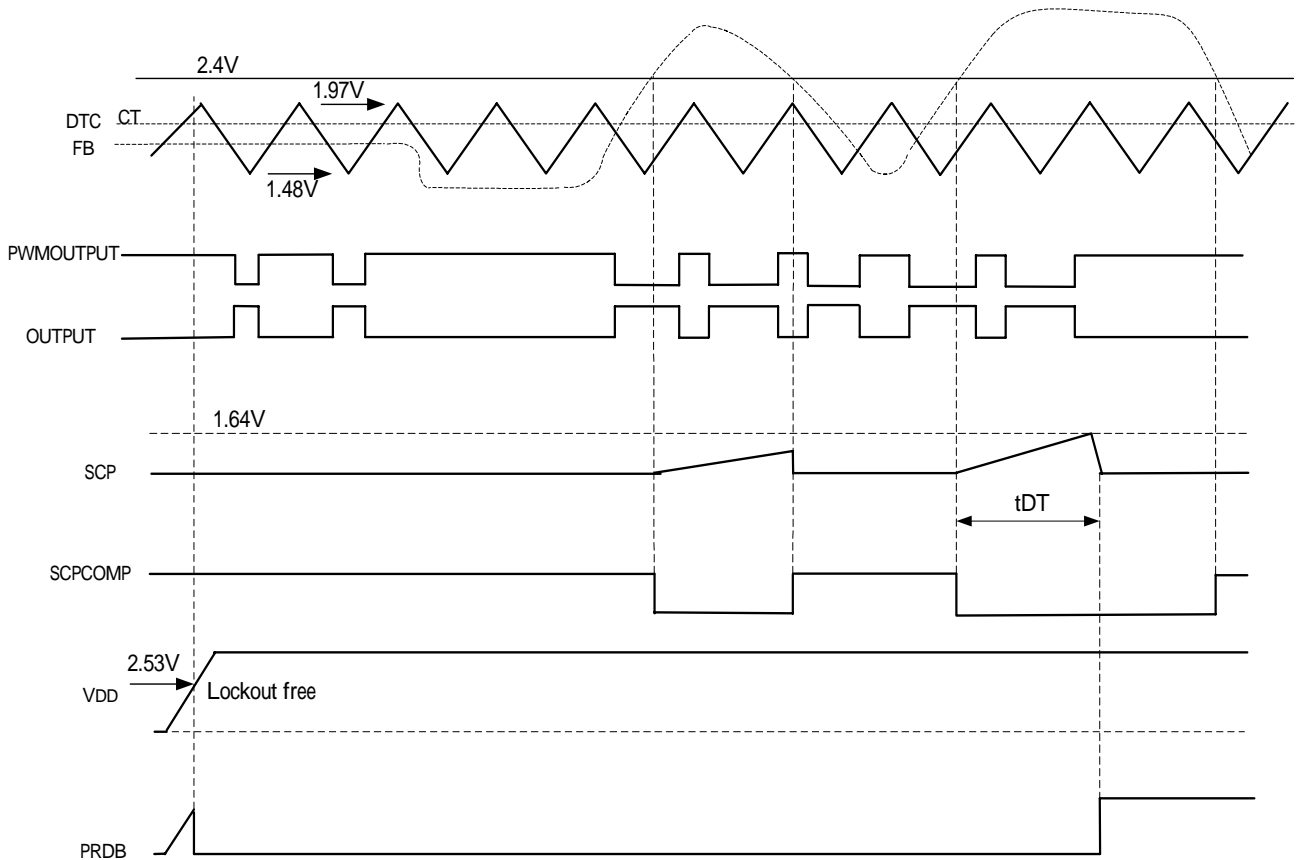 2.4V
1.97V
DTC
CT
FB
1.48V
PWMOUTPUT
OUTPUT
1.64V
SCP
tDT
SCPCOMP
2.53V
VDD
Lockout free
PRDB